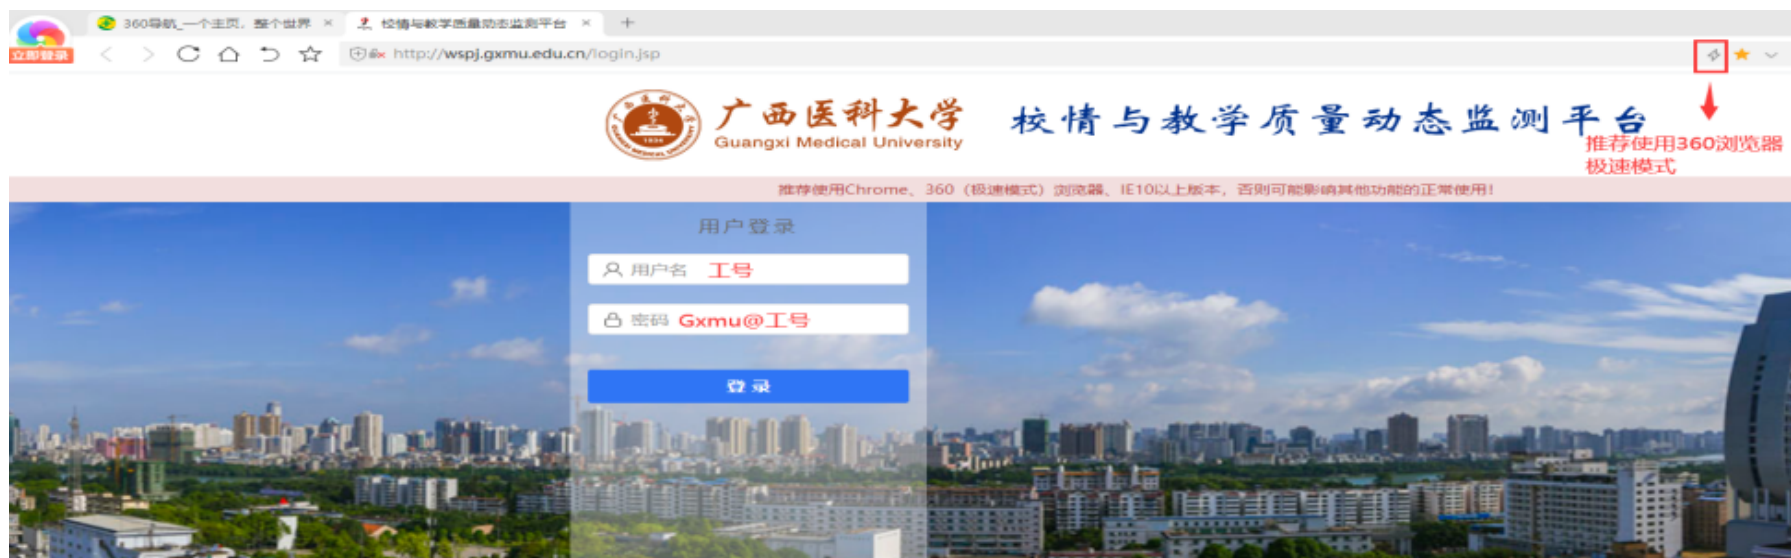 360导航_一个主页，整个世界 ×
校情与教学质量动态监测平台 ×
立即登录
http://wspj.gxmu.edu.cn/login.jsp
广西医科大学
Guangxi Medical University
校情与教学质量动态监测平台
推荐使用360浏览器
极速模式
推荐使用Chrome、360（极速模式）浏览器、IE10以上版本，否则可能影响其他功能的正常使用！
用户登录
用户名 工号
密码 Gxmu@工号
登录